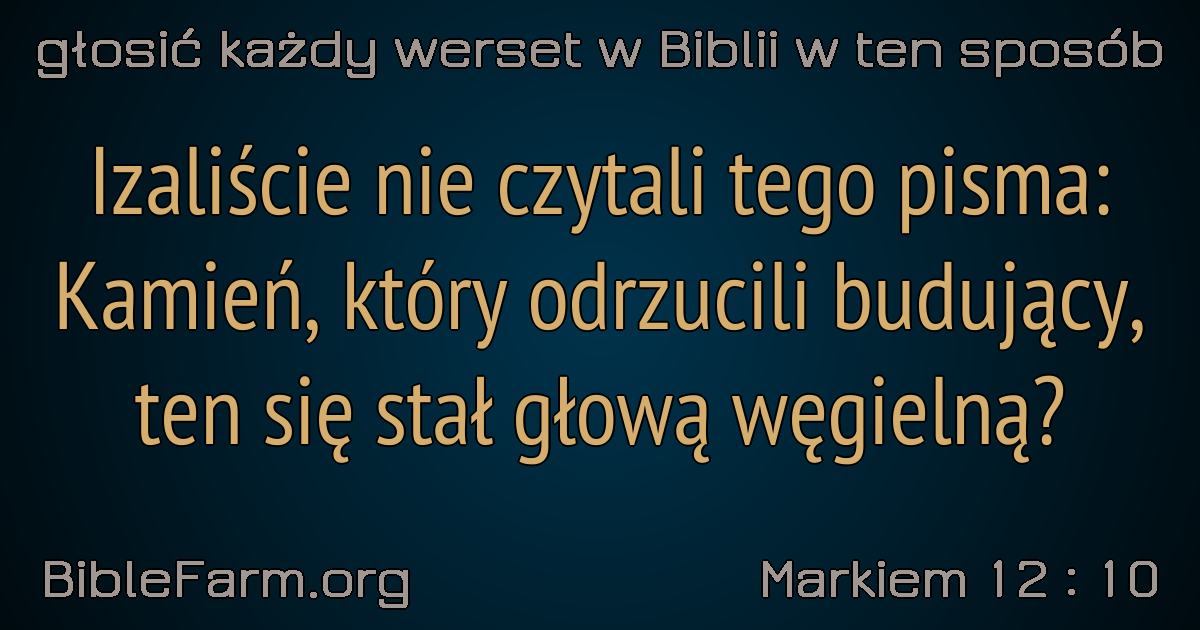 głosić każdy werset w Biblii w ten sposób
Izaliście nie czytali tego pisma:
Kamień, który odrzucili budujący,
ten się stał głową węgielną?
BibleFarm.org
Markiem 12 : 10